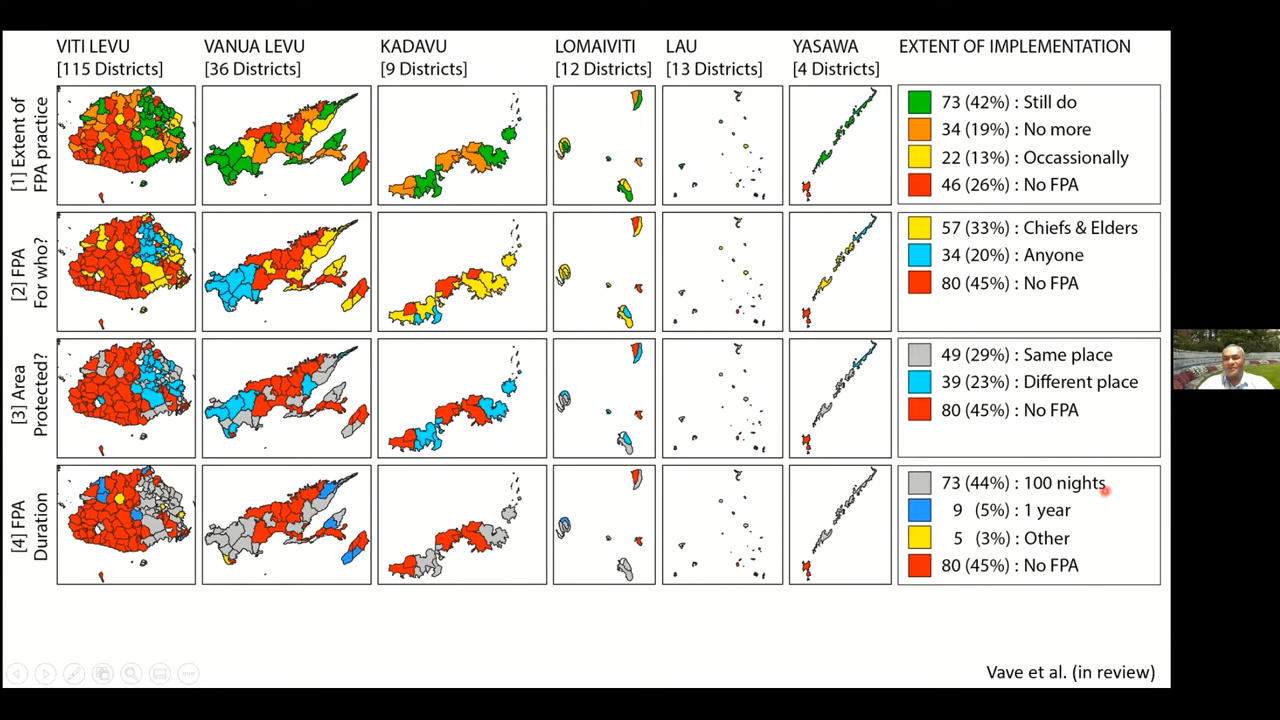 VITI LEVU
[115 Districts]
VANUA LEVU
[36 Districts]
KADAVU
[9 Districts]
LOMAIVITI
[12 Districts]
LAU
[13 Districts]
YASAWA
[4 Districts]
EXTENT OF IMPLEMENTATION
[1] Extent of
FPA practice
73 (42%) : Still do
34 (19%) : No more
22 (13%) : Occassionally
46 (26%) : No FPA
[2] FPA
For who?
57 (33%) : Chiefs & Elders
34 (20%) : Anyone
80 (45%) : No FPA
[3] Area
Protected?
49 (29%) : Same place
39 (23%) : Different place
80 (45%) : No FPA
[4] FPA
Duration
73 (44%) : 100 nights
9 (5%) : 1 year
5 (3%) : Other
80 (45%) : No FPA
Vave et al. (in review)